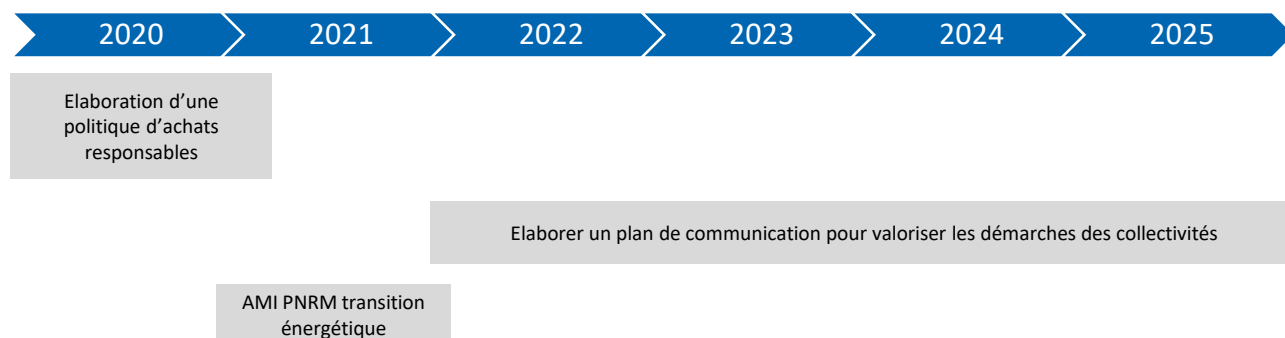 2020 2021 2022 2023 2024 2025
Elaboration d’une
politique d’achats
responsables
Elaborer un plan de communication pour valoriser les démarches des collectivités
AMI PNRM transition
énergétique